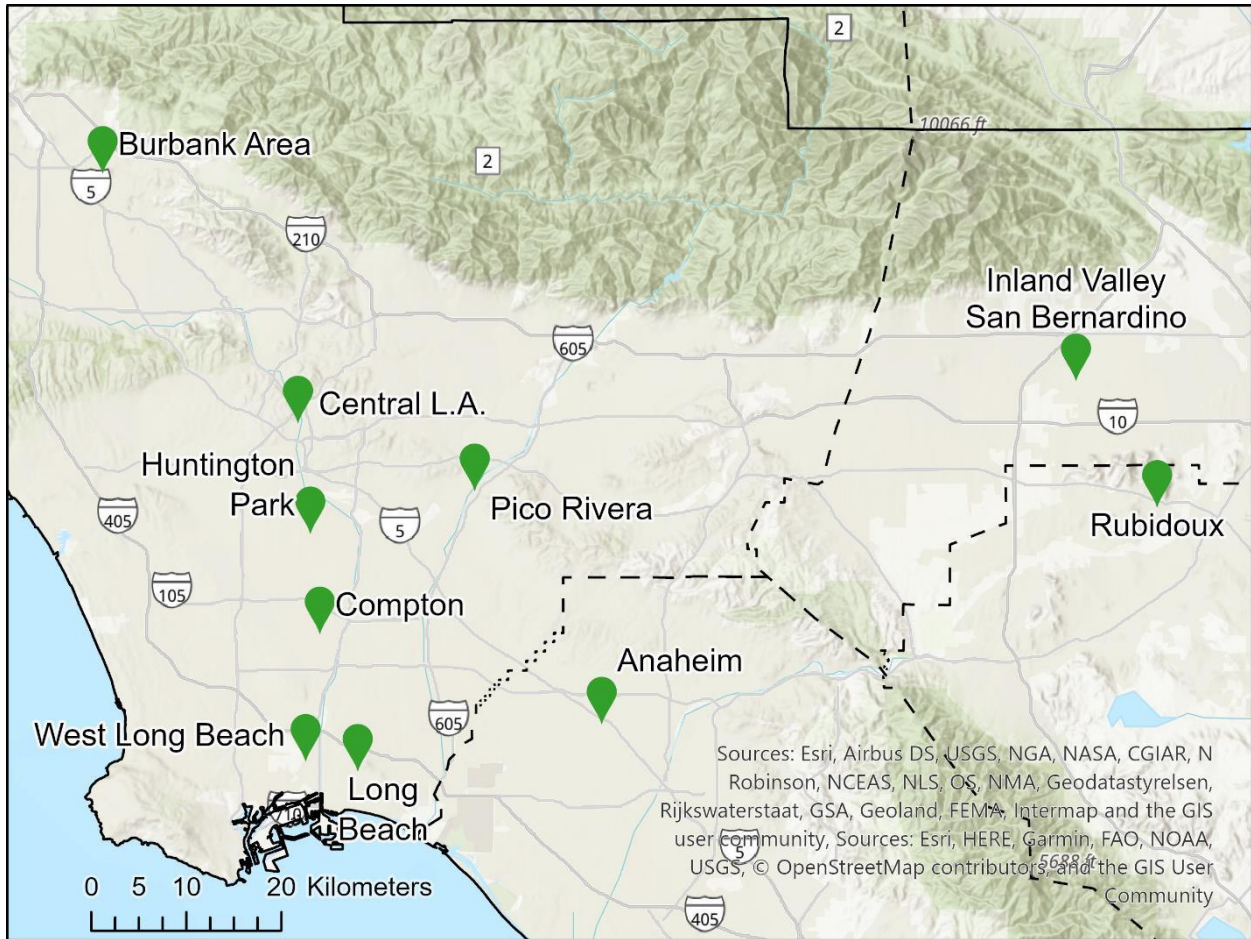 2
10066 ft
Burbank Area
2
5
210
Inland Valley
San Bernardino
605
Central L.A.
10
Huntington
Park
Pico Rivera
405
5
Rubidoux
105
Compton
Anaheim
605
West Long Beach
Long
Beach
710
0 5 10 20 Kilometers
Sources: Esri, Airbus DS, USGS, NGA, NASA, CGIAR, N
Robinson, NCEAS, NLS, OS, NMA, Geodatastyrelsen,
Rijkswaterstaat, GSA, Geoland, FEMA, Intermap and the GIS
user community, Sources: Esri, HERE, Garmin, FAO, NOAA,
USGS, © OpenStreetMap contributors, and the GIS User
Community
5
5688 ft
405